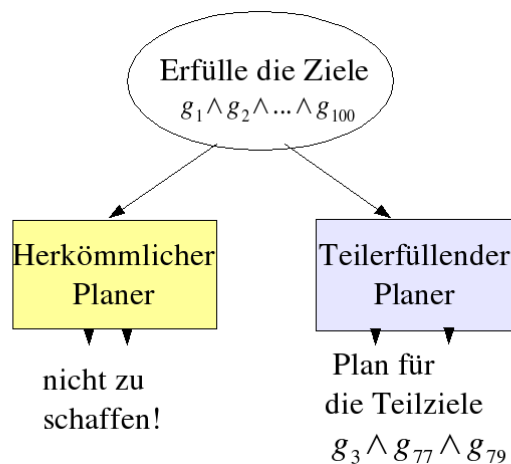 Erfülle die Ziele
g₁∧g₂∧...∧g₁₀₀
Herkömmlicher
Planer
nicht zu
schaffen!
Teilerfüllender
Planer
Plan für
die Teilziele
g₃∧g₇₇∧g₇₉